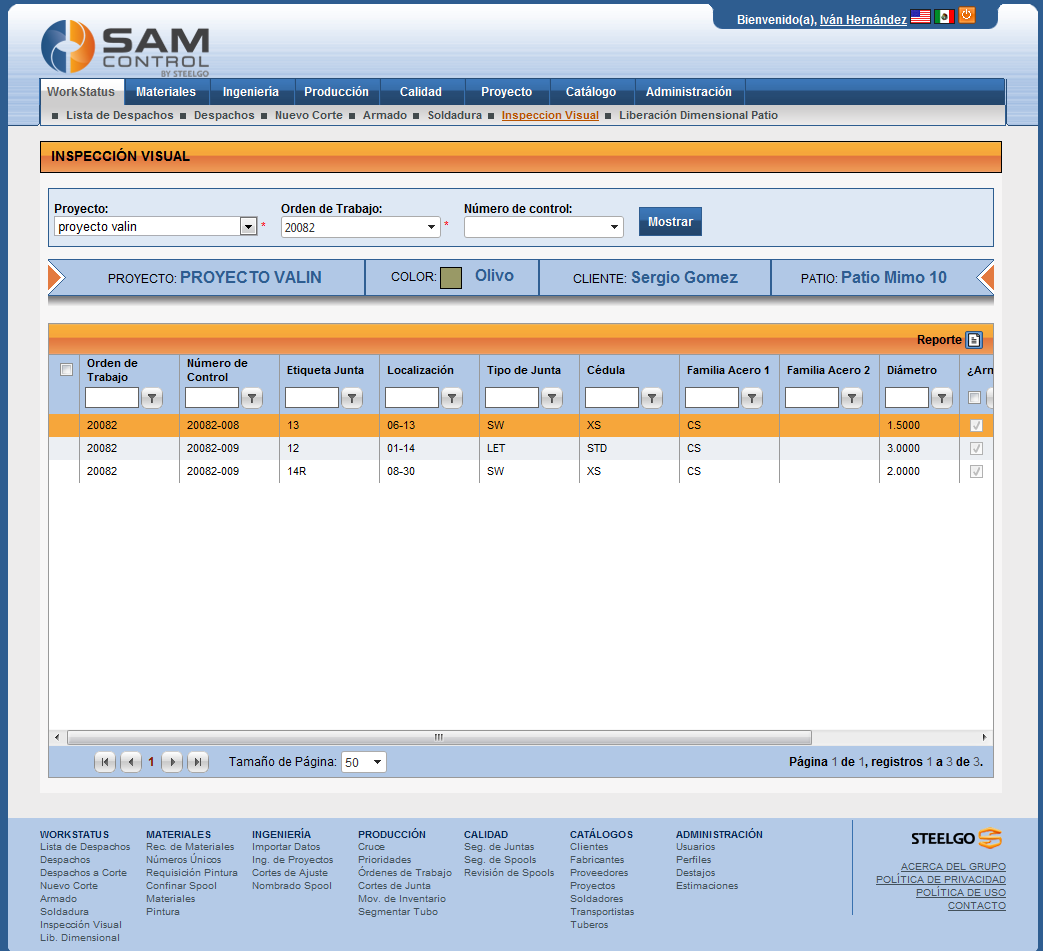 Bienvenido(a), Iván Hernández
SAM
CONTROL
BY STEELGO
WorkStatus Materiales Ingeniería Producción Calidad Proyecto Catálogo Administración
Lista de Despachos Despachos Nuevo Corte Armado Soldadura Inspeccion Visual Liberación Dimensional Patio
INSPECCIÓN VISUAL
Proyecto: Orden de Trabajo: Número de control:
proyecto valin * 20082 * Mostrar
PROYECTO: PROYECTO VALIN COLOR: Olivo CLIENTE: Sergio Gomez PATIO: Patio Mimo 10
Reporte
Orden de Trabajo Número de Control Etiqueta Junta Localización Tipo de Junta Cédula Familia Acero 1 Familia Acero 2 Diámetro ¿Arn
20082 20082-008 13 06-13 SW XS CS 1.5000
20082 20082-009 12 01-14 LET STD CS 3.0000
20082 20082-009 14R 08-30 SW XS CS 2.0000
1 Tamaño de Página: 50 Página 1 de 1, registros 1 a 3 de 3.
WORKSTATUS MATERIALES INGENIERÍA PRODUCCIÓN CALIDAD CATÁLOGOS ADMINISTRACIÓN STEELGO
Lista de Despachos Rec. de Materiales Importar Datos Cruce Seg. de Juntas Clientes Usuarios
Despachos Números Únicos Ing. de Proyectos Prioridades Seg. de Spools Fabricantes Perfiles
Despachos a Corte Requisición Pintura Cortes de Ajuste Órdenes de Trabajo Revisión de Spools Proveedores Destajos ACERCA DEL GRUPO
Nuevo Corte Confinar Spool Nombrado Spool Cortes de Junta Proyectos Estimaciones POLÍTICA DE PRIVACIDAD
Armado Materiales Mov. de Inventario Soldadores POLÍTICA DE USO
Soldadura Pintura Segmentar Tubo Transportistas CONTACTO
Inspección Visual Tuberos
Lib. Dimensional